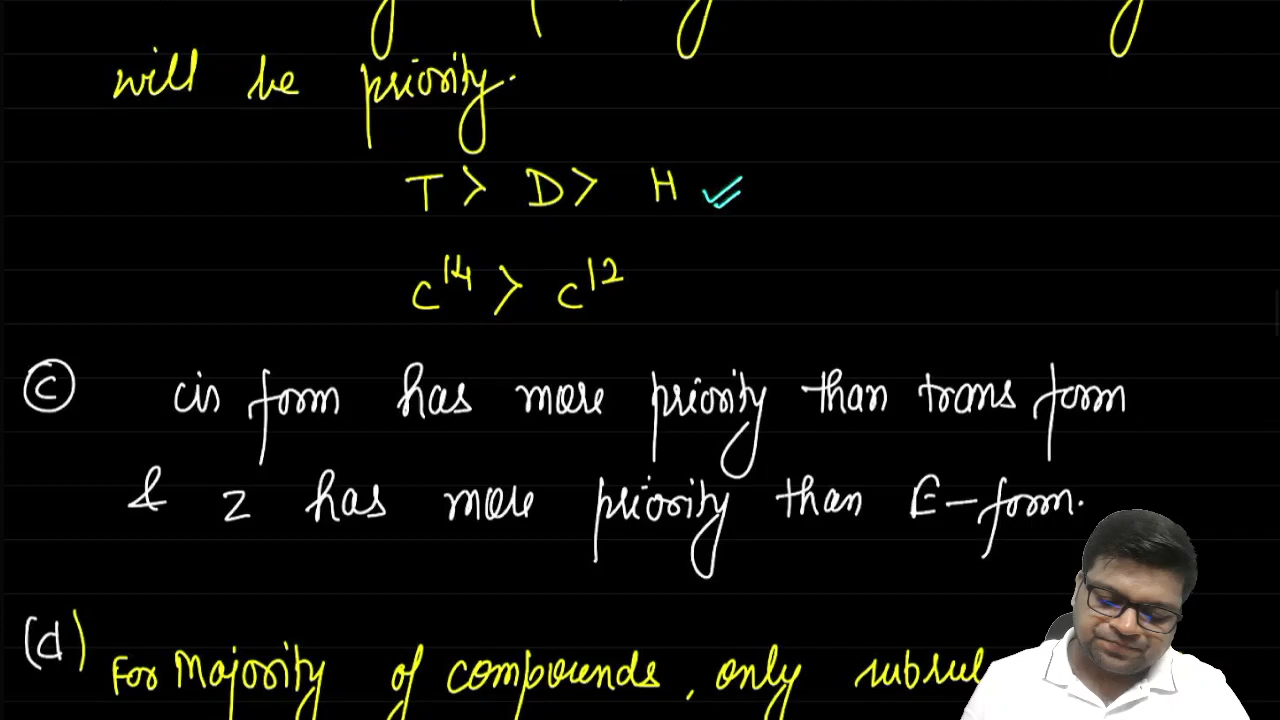 will be priority.
T > D > H
C¹⁴ > C¹²
(c) cis form has more priority than trans form
& Z has more priority than E-form.
(d) For Majority of compounds, only